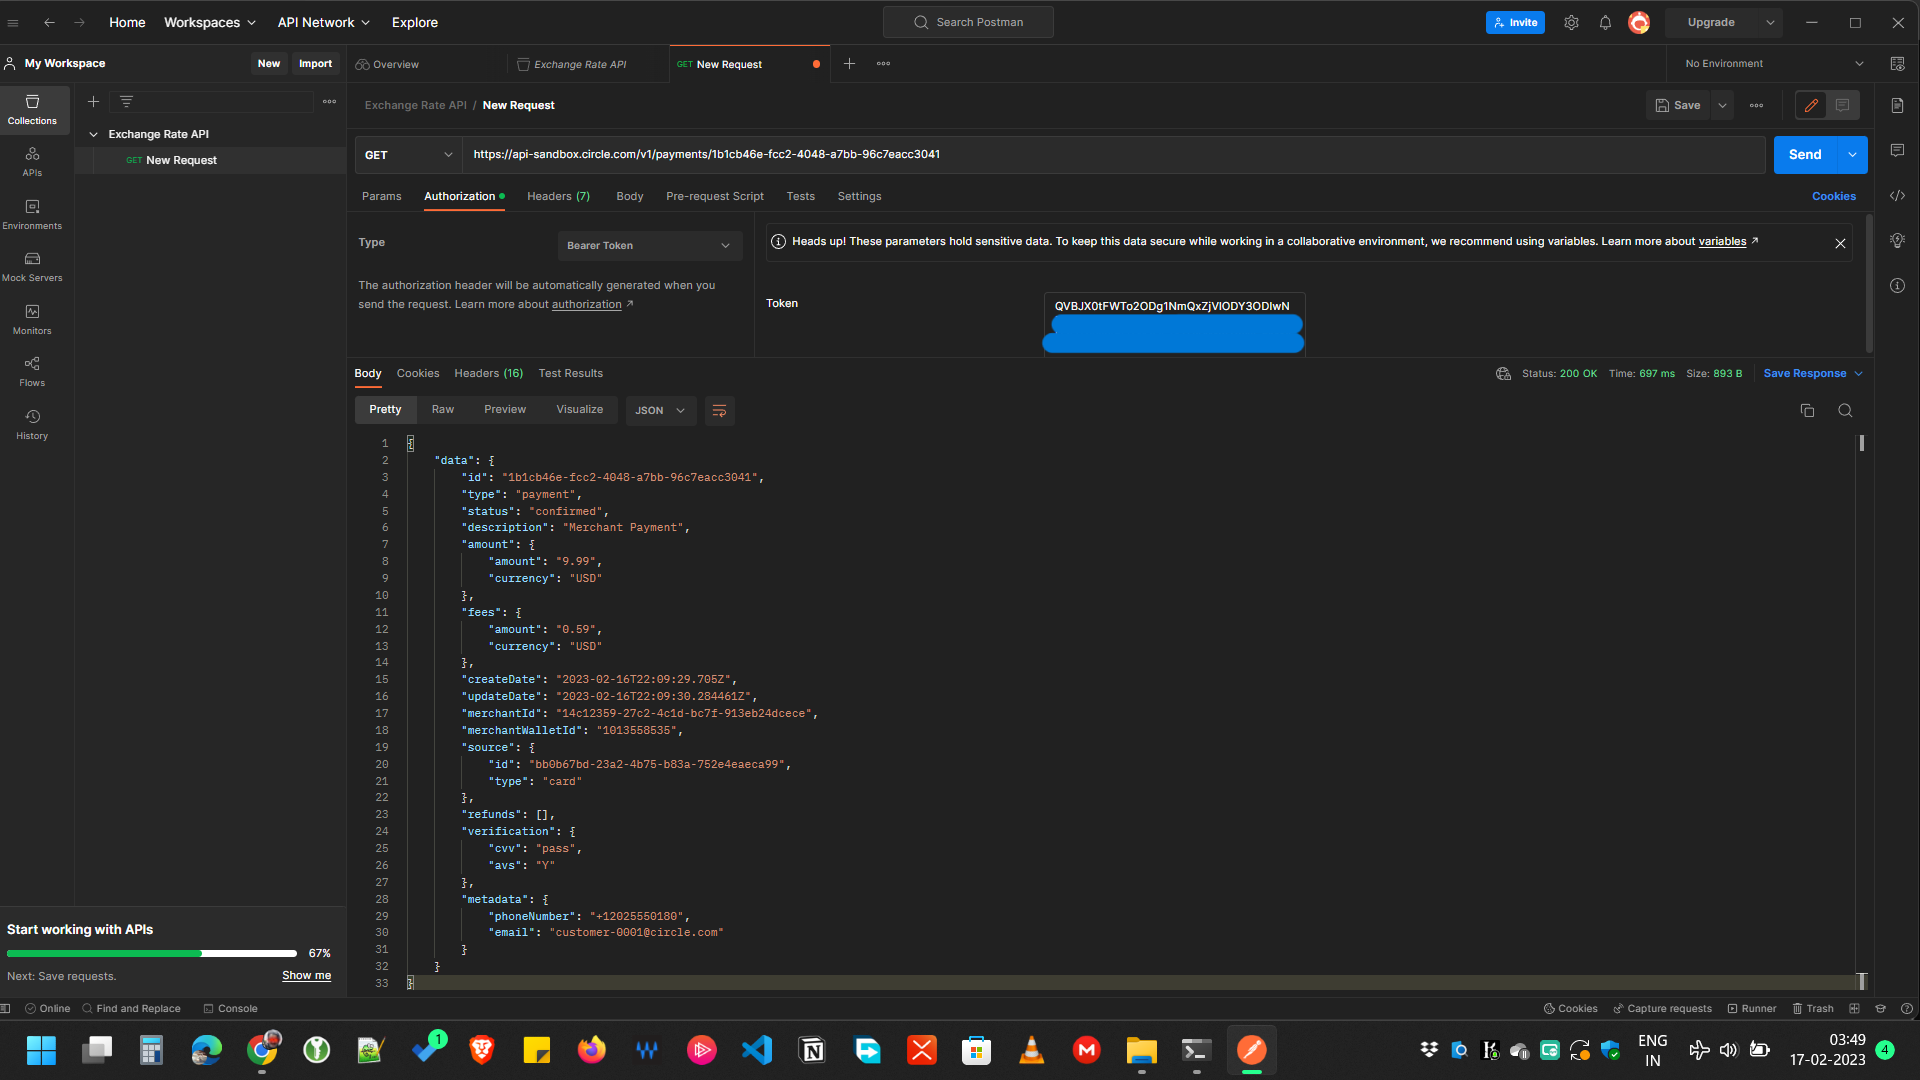 Home
Workspaces
API Network
Explore
Search Postman
Invite
Upgrade
My Workspace
New
Import
Overview
Exchange Rate API
GET New Request
No Environment
Collections
APIs
Environments
Mock Servers
Monitors
Flows
History
Exchange Rate API
GET New Request
Exchange Rate API / New Request
Save
GET
https://api-sandbox.circle.com/v1/payments/1b1cb46e-fcc2-4048-a7bb-96c7eacc3041
Send
Params
Authorization
Headers (7)
Body
Pre-request Script
Tests
Settings
Cookies
Type
Bearer Token
The authorization header will be automatically generated when you
send the request. Learn more about authorization ↗
Heads up! These parameters hold sensitive data. To keep this data secure while working in a collaborative environment, we recommend using variables. Learn more about variables ↗
Token
QVBJX0tFWTo2ODg1NmQxZjVlODY3ODIwN
Body
Cookies
Headers (16)
Test Results
Status: 200 OK
Time: 697 ms
Size: 893 B
Save Response
Pretty
Raw
Preview
Visualize
JSON
1 {
2 "data": {
3 "id": "1b1cb46e-fcc2-4048-a7bb-96c7eacc3041",
4 "type": "payment",
5 "status": "confirmed",
6 "description": "Merchant Payment",
7 "amount": {
8 "amount": "9.99",
9 "currency": "USD"
10 },
11 "fees": {
12 "amount": "0.59",
13 "currency": "USD"
14 },
15 "createDate": "2023-02-16T22:09:29.705Z",
16 "updateDate": "2023-02-16T22:09:30.284461Z",
17 "merchantId": "14c12359-27c2-4c1d-bc7f-913eb24dcece",
18 "merchantWalletId": "1013558535",
19 "source": {
20 "id": "bb0b67bd-23a2-4b75-b83a-752e4eaeca99",
21 "type": "card"
22 },
23 "refunds": [],
24 "verification": {
25 "cvv": "pass",
26 "avs": "Y"
27 },
28 "metadata": {
29 "phoneNumber": "+12025550180",
30 "email": "customer-0001@circle.com"
31 }
32 }
33 }
Start working with APIs
67%
Next: Save requests.
Show me
Online
Find and Replace
Console
Cookies
Capture requests
Runner
Trash
1
ENG
IN
03:49
17-02-2023
4